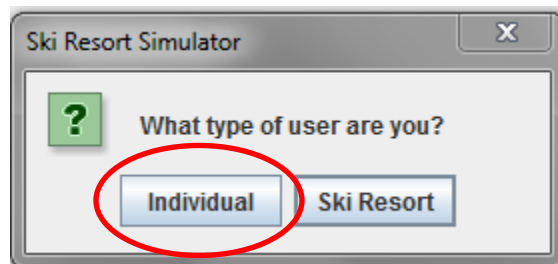 Ski Resort Simulator
What type of user are you?
Individual Ski Resort